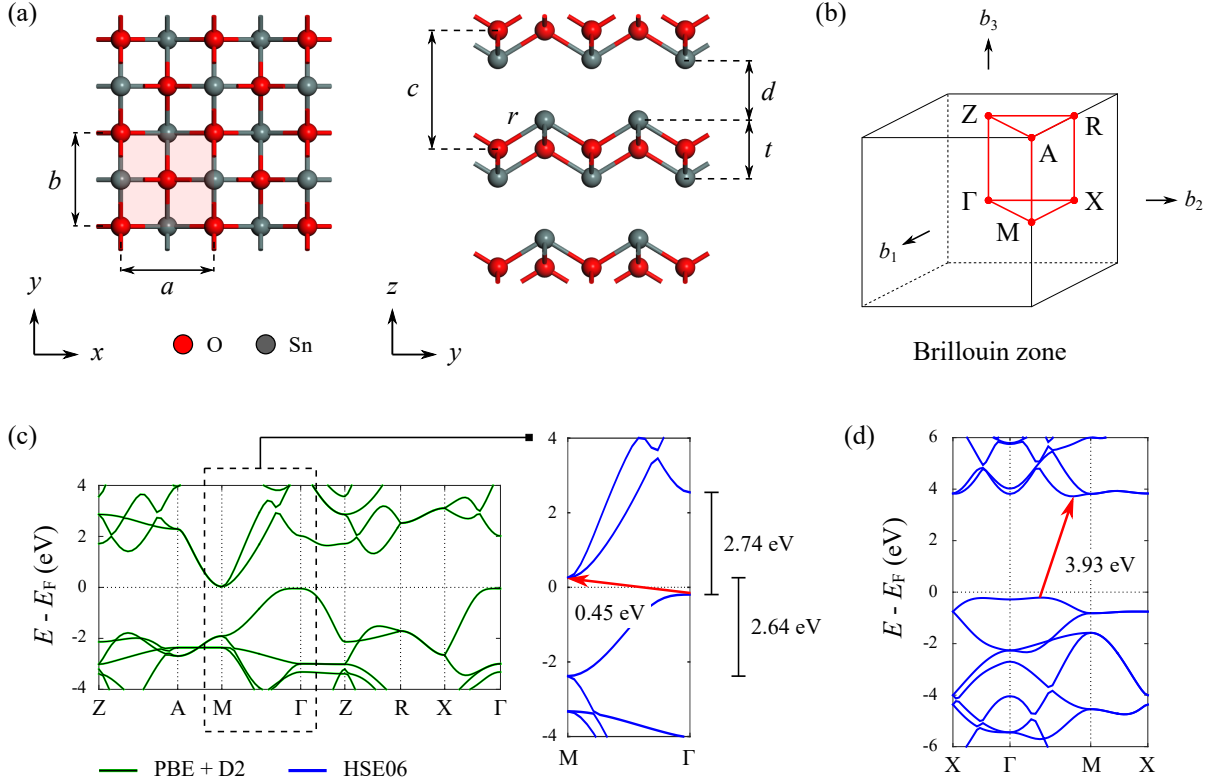 (a)
b
a
y
x
O
Sn
c
r
d
t
z
y
(b)
b3
Z
R
A
Γ
X
M
b2
b1
Brillouin zone
(c)
E - EF (eV)
4
2
0
-2
-4
Z A M Γ Z R X Γ
PBE + D2
HSE06
4
2
0
-2
-4
M Γ
0.45 eV
2.74 eV
2.64 eV
(d)
E - EF (eV)
6
4
2
0
-2
-4
-6
X Γ M X
3.93 eV